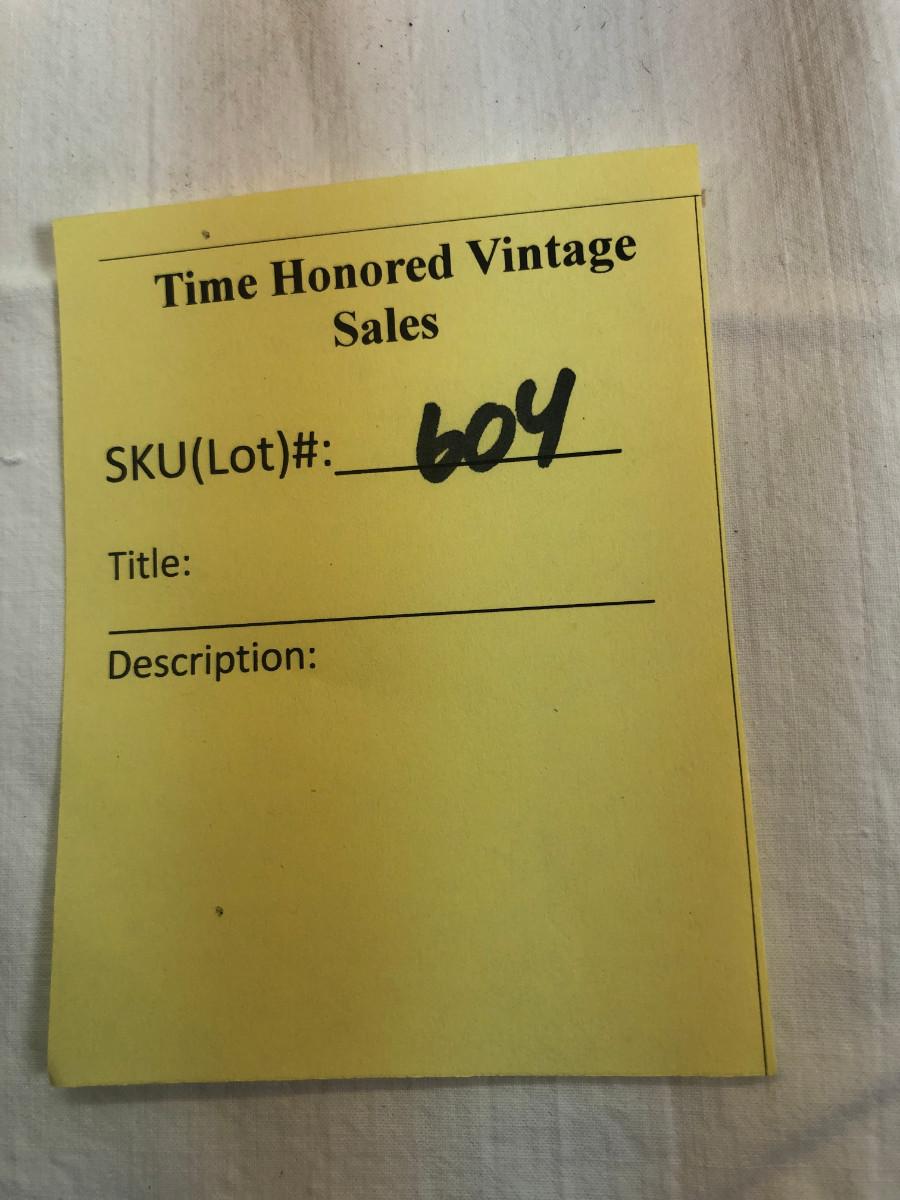 Time Honored Vintage
Sales
SKU(Lot)#: 604
Title:
Description: